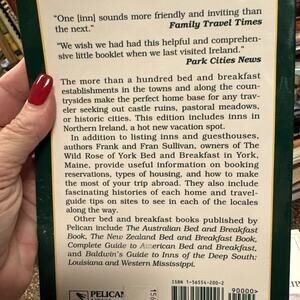 "One [inn] sounds more friendly and inviting than
the next."
Family Travel Times
"We wish we had had this helpful and comprehen-
sive little booklet when we last visited Ireland."
Park Cities News
The more than a hundred bed and breakfast
establishments in the towns and along the coun-
trysides make the perfect home base for any trav-
eler seeking out castle ruins, pastoral meadows,
or historic cities. This edition includes inns in
Northern Ireland, a hot new vacation spot.
In addition to listing inns and guesthouses,
authors Frank and Fran Sullivan, owners of The
Wild Rose of York Bed and Breakfast in York,
Maine, provide useful information on booking
reservations, types of housing, and how to make
the most of your trip abroad. They also include
fascinating histories of each home and travel-
guide tips on sites to see in each of the locales
along the way.
Other bed and breakfast books published by
Pelican include The Australian Bed and Breakfast
Book, The New Zealand Bed and Breakfast Book,
Complete Guide to American Bed and Breakfast,
and Baldwin's Guide to Inns of the Deep South:
Louisiana and Western Mississippi.
ISBN 1-56554-200-2
90000>
PELICAN